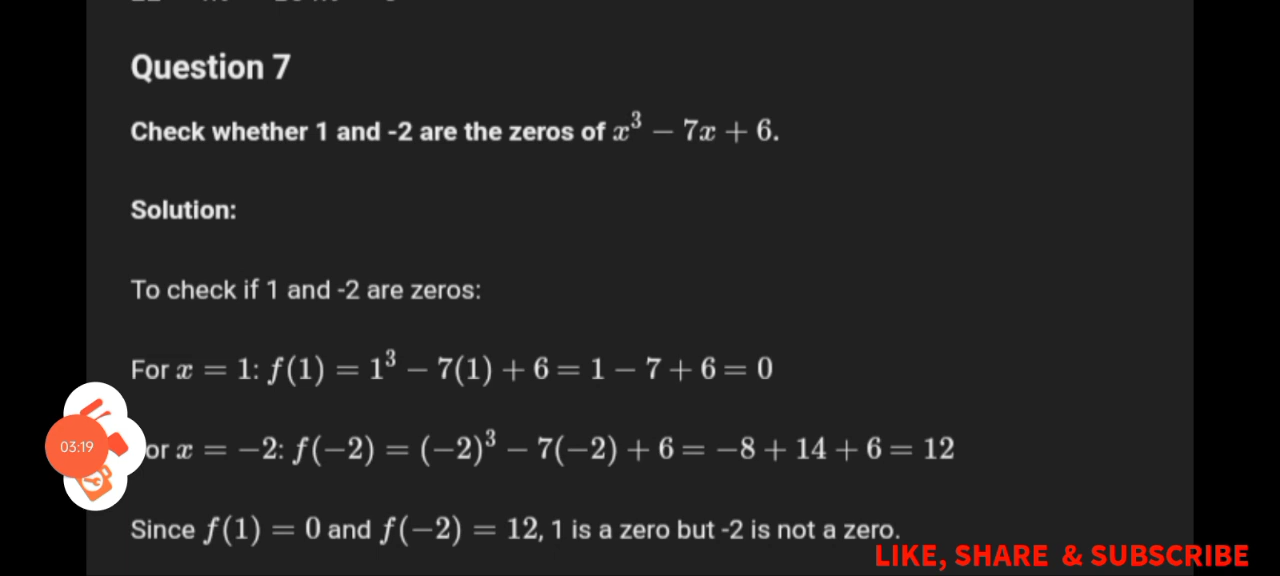 Question 7
Check whether 1 and -2 are the zeros of x³ − 7x + 6.
Solution:
To check if 1 and -2 are zeros:
For x = 1: f(1) = 1³ − 7(1) + 6 = 1 − 7 + 6 = 0
03:19
or x = −2: f(−2) = (−2)³ − 7(−2) + 6 = −8 + 14 + 6 = 12
Since f(1) = 0 and f(−2) = 12, 1 is a zero but -2 is not a zero.
LIKE, SHARE & SUBSCRIBE